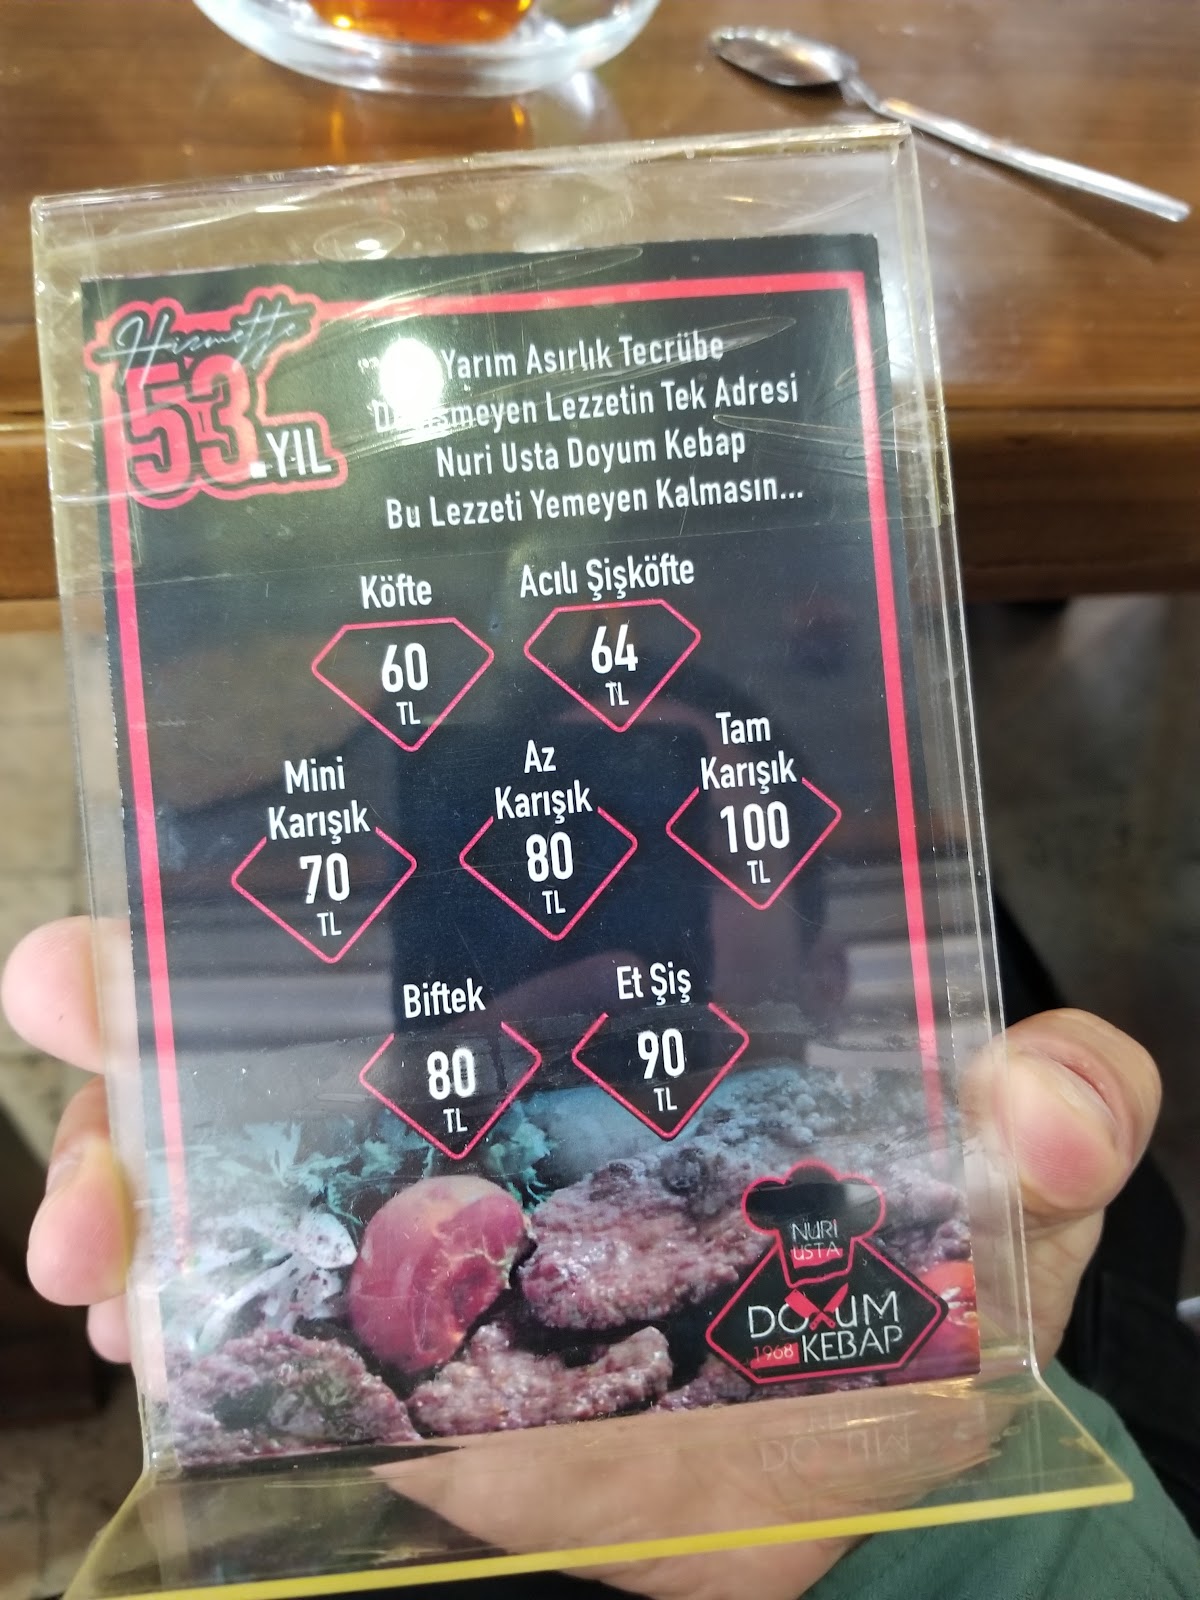 Hizmette
53.YIL
Yarım Asırlık Tecrübe
Lezzetin Tek Adresi
Nuri Usta Doyum Kebap
Bu Lezzeti Yemeyen Kalmasın...
Köfte
60
TL
Acılı Şişköfte
64
TL
Mini
Karışık
70
TL
Az
Karışık
80
TL
Tam
Karışık
100
TL
Biftek
80
TL
Et Şiş
90
TL
NURI
USTA
DOYUM
1968 KEBAP